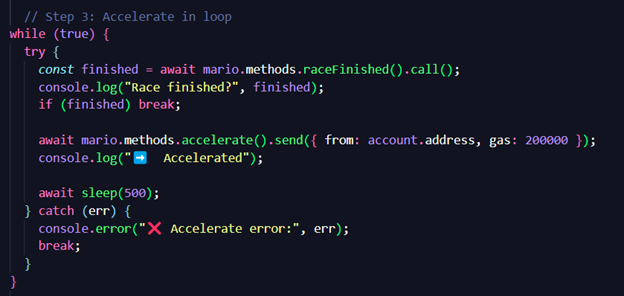 // Step 3: Accelerate in loop
while (true) {
try {
const finished = await mario.methods.raceFinished().call();
console.log("Race finished?", finished);
if (finished) break;
await mario.methods.accelerate().send({ from: account.address, gas: 200000 });
console.log("➡️  Accelerated");
await sleep(500);
} catch (err) {
console.error("❌ Accelerate error:", err);
break;
}
}